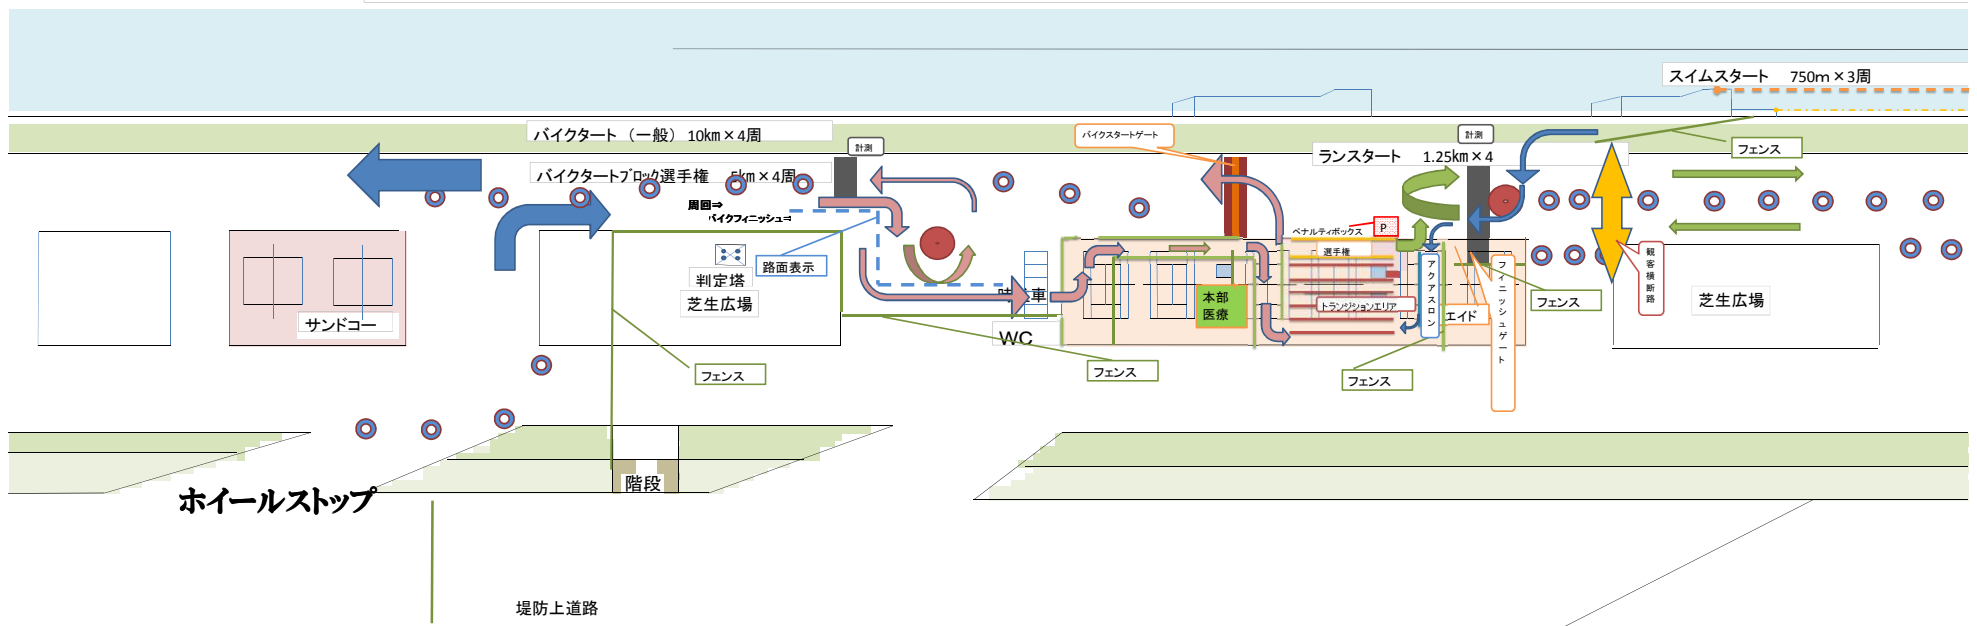 スイムスタート　750m×3周
バイクタート（一般）10km×4周
バイクスタートゲート
計測
計測
フェンス
ランスタート　1.25km×4
バイクタートブロック選手権　5km×4周
周回⇒
バイクフィニッシュ⇒
ペナルティボックス
P
選手権
路面表示
判定塔
芝生広場
サンドコー
本部
医療
トランジションエリア
アクアスロン
エイド
フィニッシュゲート
観客横断路
フェンス
芝生広場
WC
フェンス
フェンス
フェンス
階段
ホイールストップ
堤防上道路